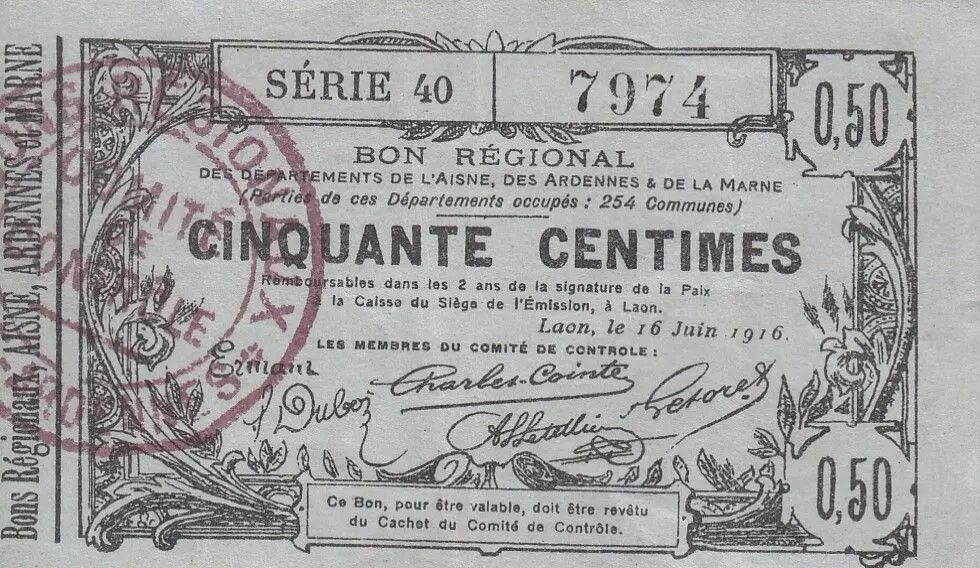 Bons Régionaux, AISNE, ARDENNES et MARNE
SÉRIE 40
7974
0,50
BON RÉGIONAL
DES DÉPARTEMENTS DE L'AISNE, DES ARDENNES & DE LA MARNE
(Parties de ces Départements occupés : 254 Communes)
CINQUANTE CENTIMES
Remboursables dans les 2 ans de la signature de la Paix
à la Caisse du Siège de l'Émission, à Laon.
Laon, le 16 Juin 1916.
LES MEMBRES DU COMITÉ DE CONTROLE :
Charles-Cointe
0,50
Ce Bon, pour être valable, doit être revêtu
du Cachet du Comité de Contrôle.